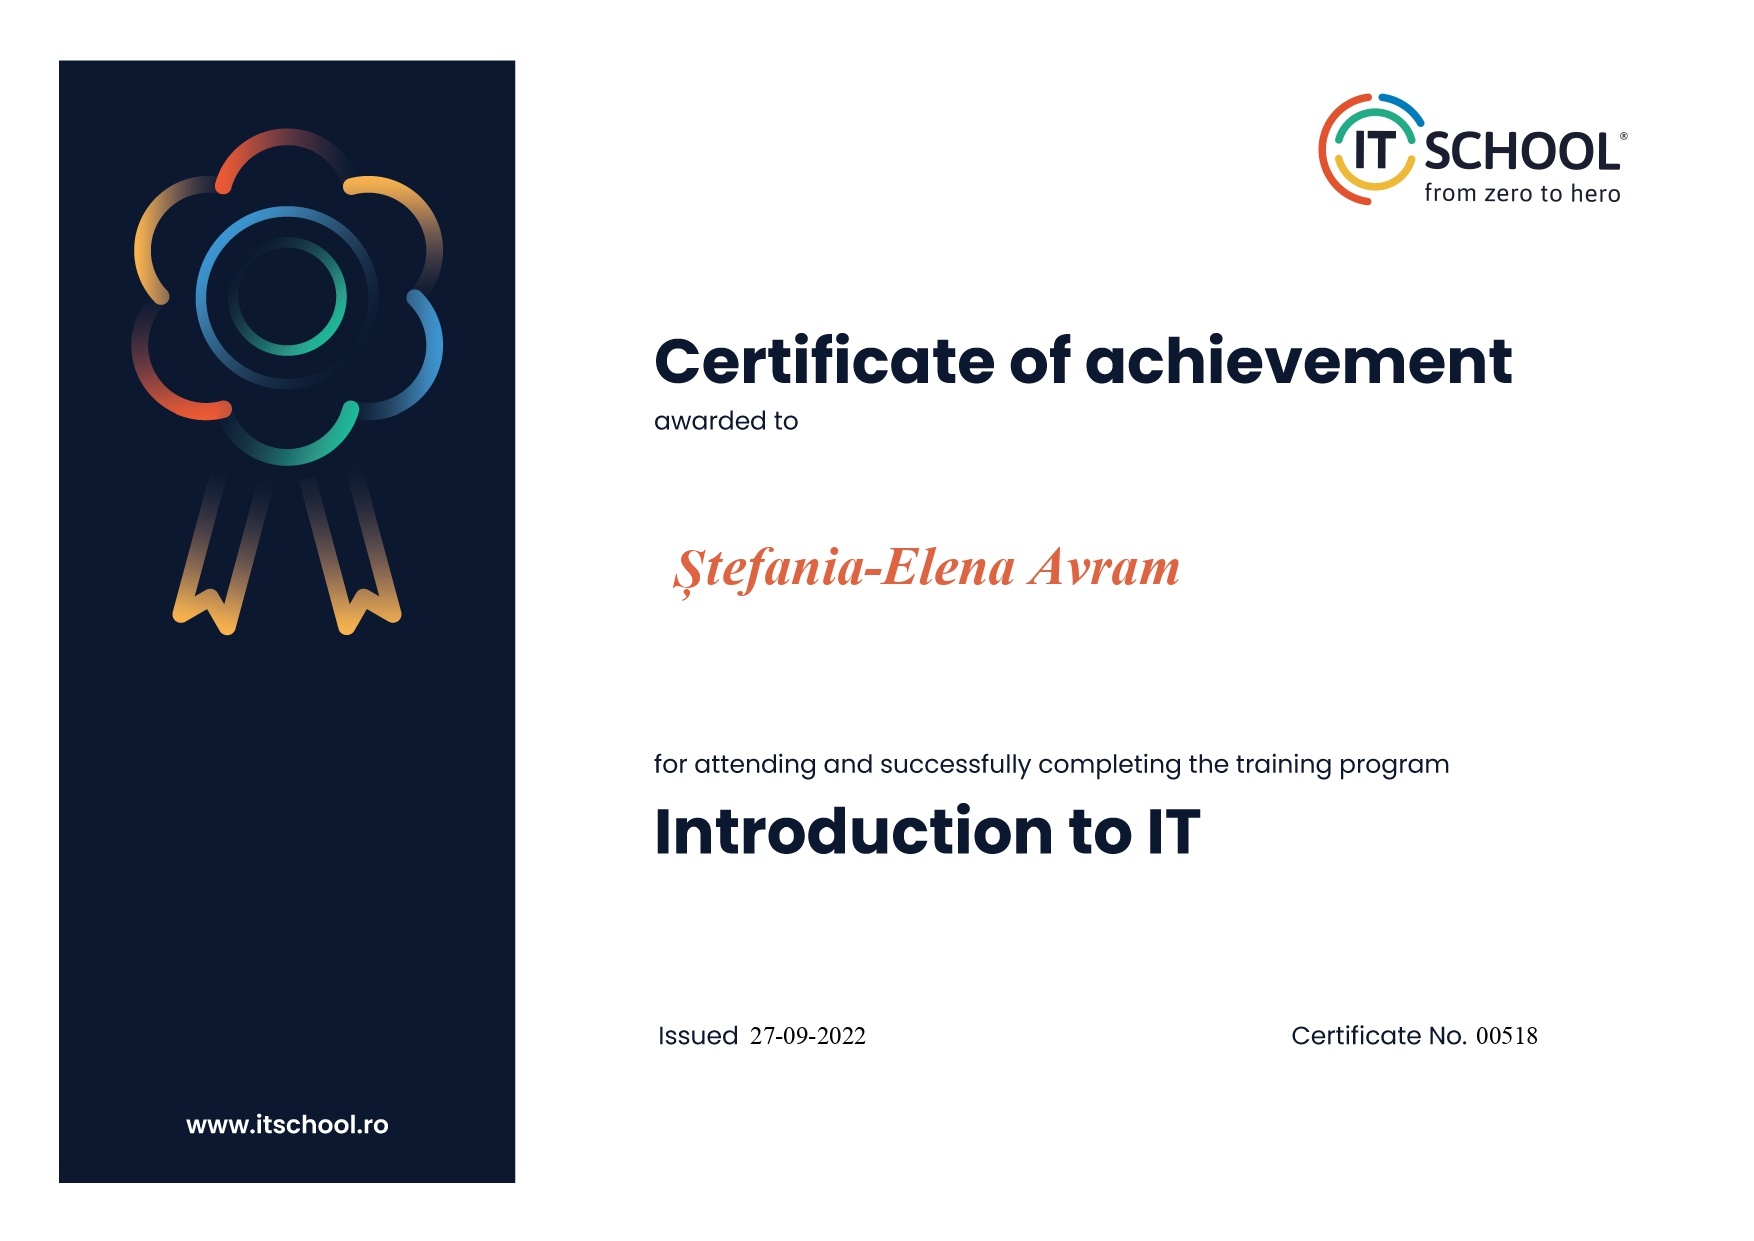 IT SCHOOL®
from zero to hero
Certificate of achievement
awarded to
Ștefania-Elena Avram
for attending and successfully completing the training program
Introduction to IT
Issued 27-09-2022
Certificate No. 00518
www.itschool.ro